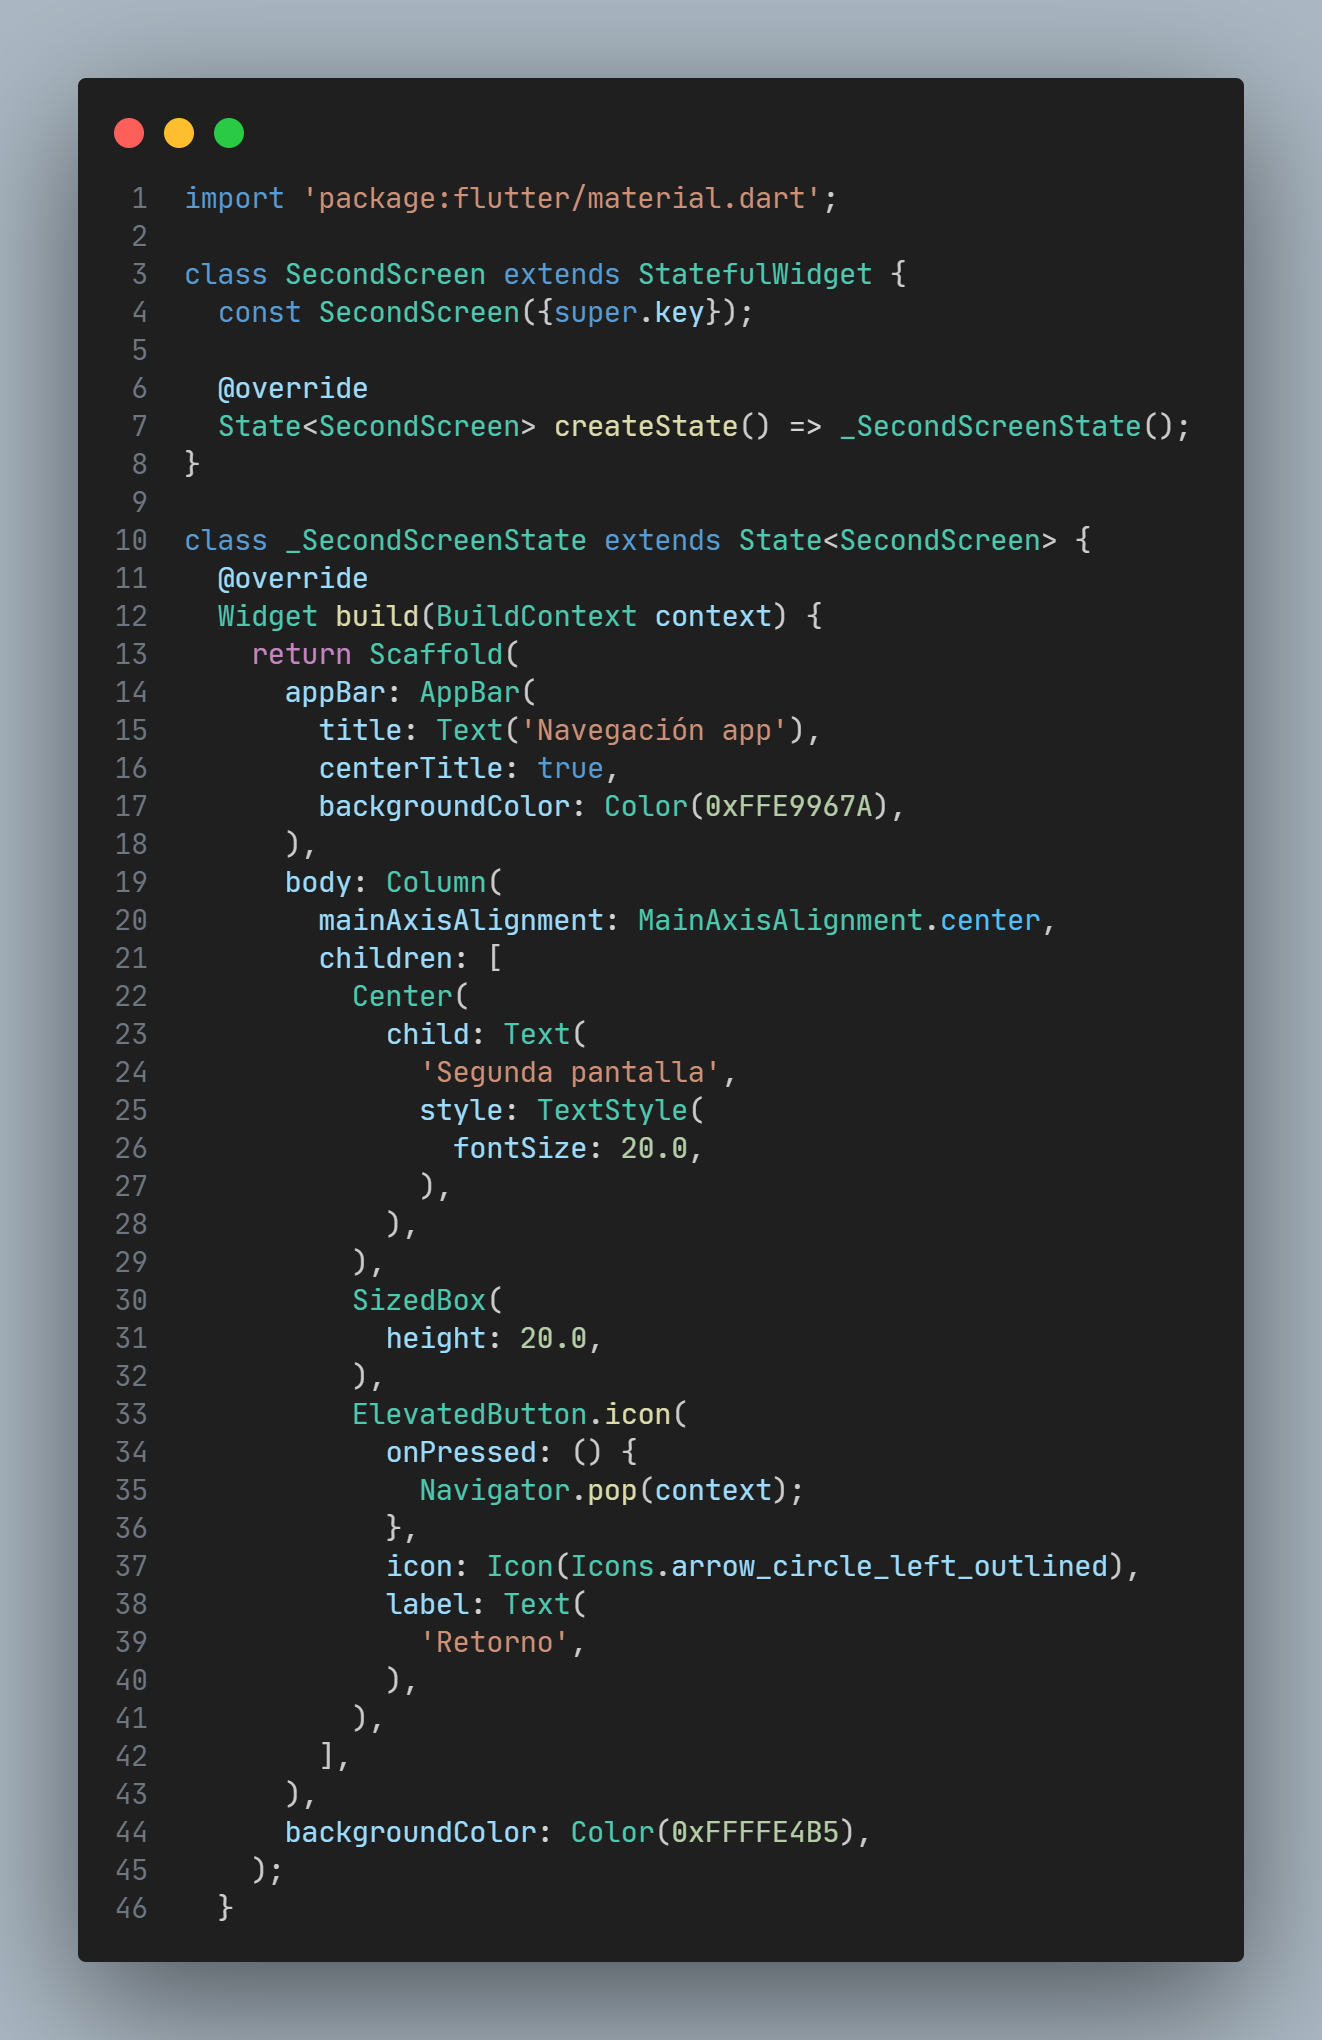 1 import 'package:flutter/material.dart';
2
3 class SecondScreen extends StatefulWidget {
4   const SecondScreen({super.key});
5
6   @override
7   State<SecondScreen> createState() => _SecondScreenState();
8 }
9
10 class _SecondScreenState extends State<SecondScreen> {
11   @override
12   Widget build(BuildContext context) {
13     return Scaffold(
14       appBar: AppBar(
15         title: Text('Navegación app'),
16         centerTitle: true,
17         backgroundColor: Color(0xFFE9967A),
18       ),
19       body: Column(
20         mainAxisAlignment: MainAxisAlignment.center,
21         children: [
22           Center(
23             child: Text(
24               'Segunda pantalla',
25               style: TextStyle(
26                 fontSize: 20.0,
27               ),
28             ),
29           ),
30           SizedBox(
31             height: 20.0,
32           ),
33           ElevatedButton.icon(
34             onPressed: () {
35               Navigator.pop(context);
36             },
37             icon: Icon(Icons.arrow_circle_left_outlined),
38             label: Text(
39               'Retorno',
40             ),
41           ),
42         ],
43       ),
44       backgroundColor: Color(0xFFFFE4B5),
45     );
46   }